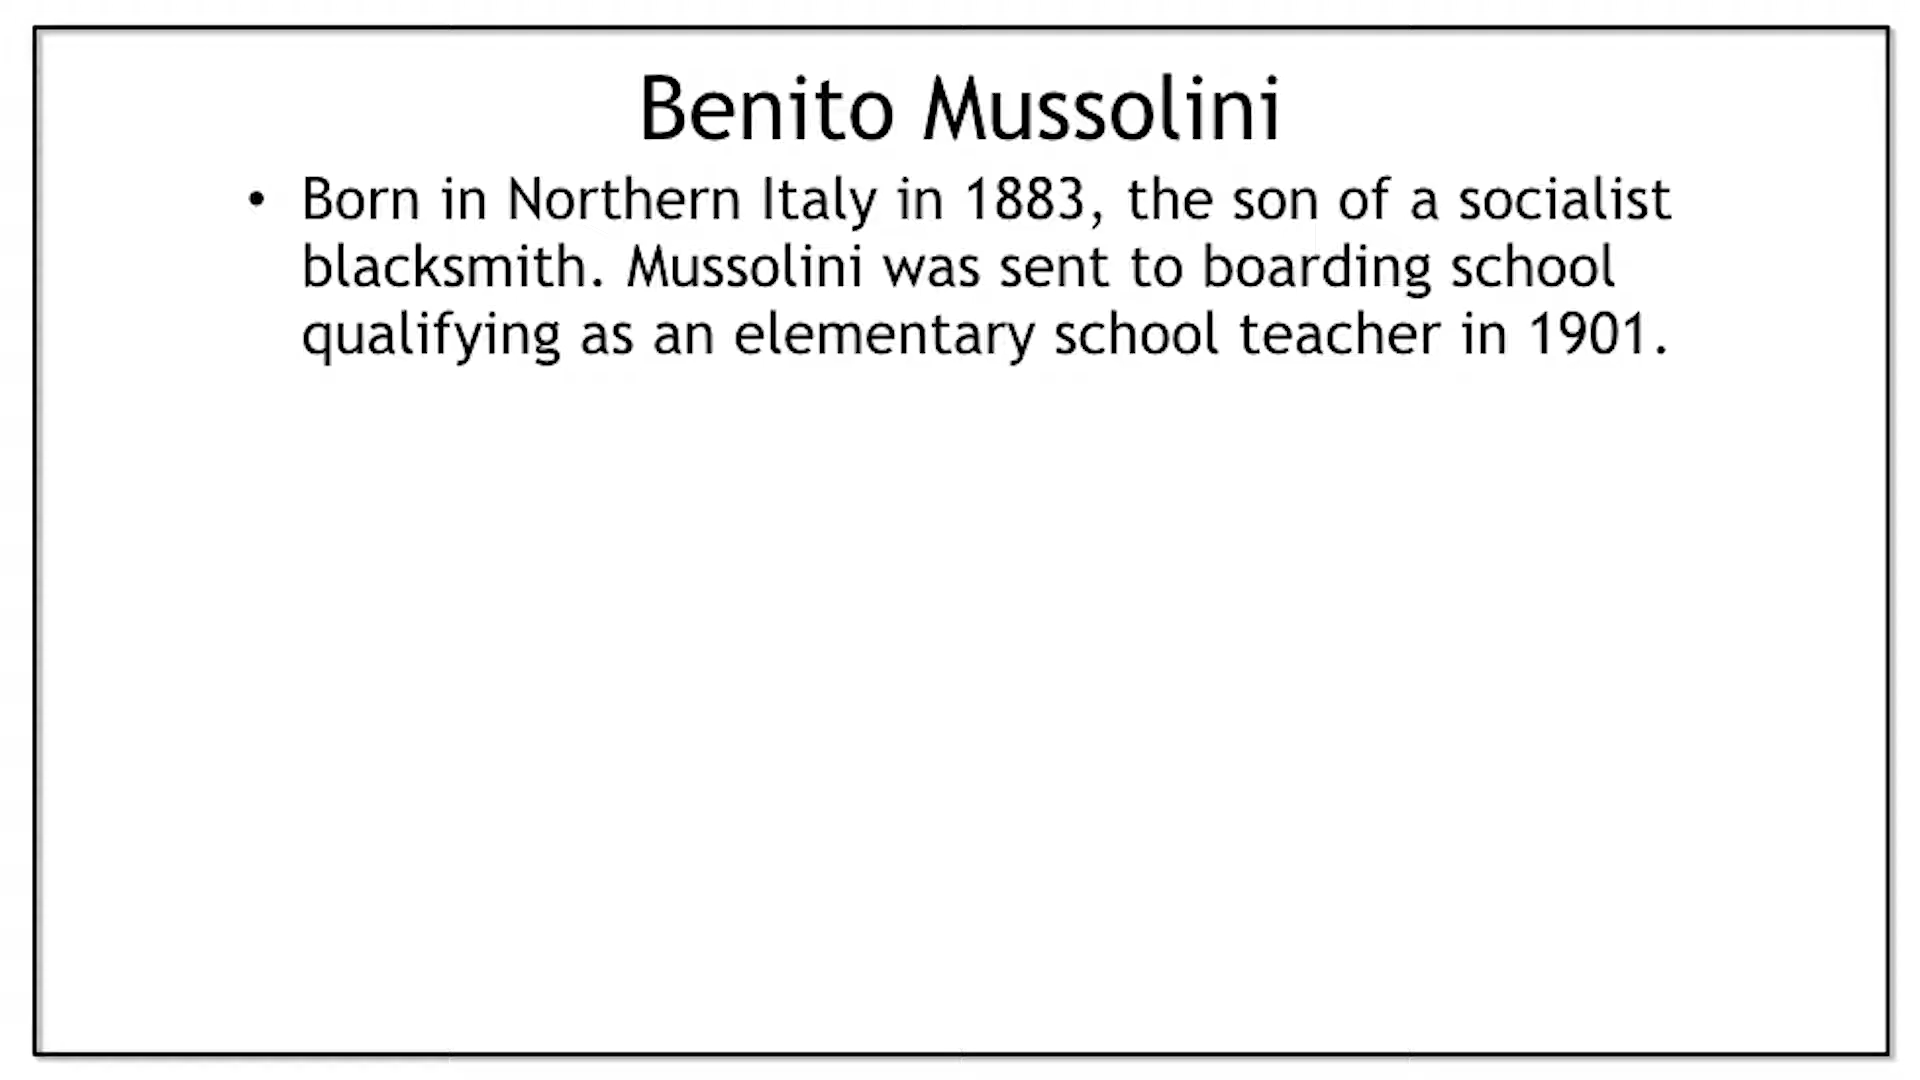 Benito Mussolini
• Born in Northern Italy in 1883, the son of a socialist
blacksmith. Mussolini was sent to boarding school
qualifying as an elementary school teacher in 1901.